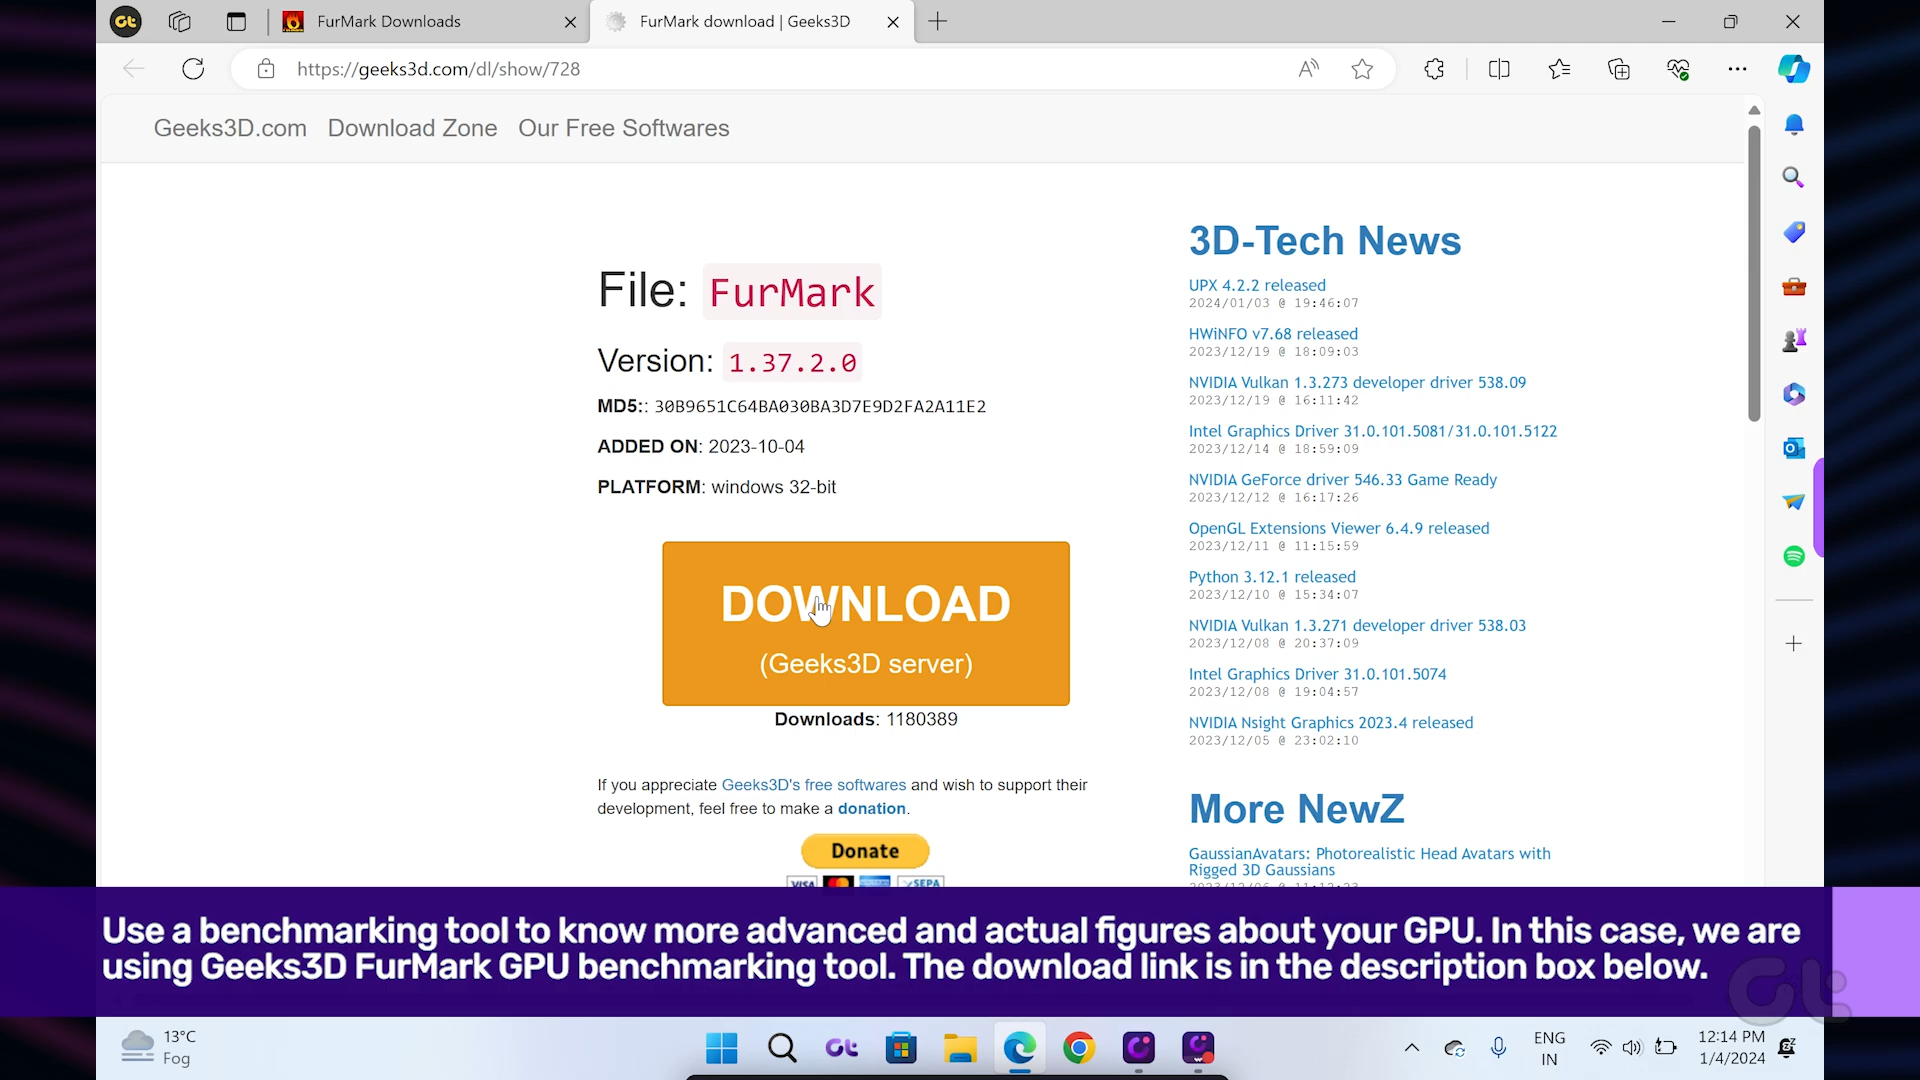 FurMark Downloads
FurMark download | Geeks3D
https://geeks3d.com/dl/show/728
Geeks3D.com Download Zone Our Free Softwares
File: FurMark
Version: 1.37.2.0
MD5:: 30B9651C64BA030BA3D7E9D2FA2A11E2
ADDED ON: 2023-10-04
PLATFORM: windows 32-bit
DOWNLOAD
(Geeks3D server)
Downloads: 1180389
If you appreciate Geeks3D's free softwares and wish to support their
development, feel free to make a donation.
Donate
VISA SEPA
3D-Tech News
UPX 4.2.2 released
2024/01/03 @ 19:46:07
HWiNFO v7.68 released
2023/12/19 @ 18:09:03
NVIDIA Vulkan 1.3.273 developer driver 538.09
2023/12/19 @ 16:11:42
Intel Graphics Driver 31.0.101.5081/31.0.101.5122
2023/12/14 @ 18:59:09
NVIDIA GeForce driver 546.33 Game Ready
2023/12/12 @ 16:17:26
OpenGL Extensions Viewer 6.4.9 released
2023/12/11 @ 11:15:59
Python 3.12.1 released
2023/12/10 @ 15:34:07
NVIDIA Vulkan 1.3.271 developer driver 538.03
2023/12/08 @ 20:37:09
Intel Graphics Driver 31.0.101.5074
2023/12/08 @ 19:04:57
NVIDIA Nsight Graphics 2023.4 released
2023/12/05 @ 23:02:10
More NewZ
GaussianAvatars: Photorealistic Head Avatars with
Rigged 3D Gaussians
Use a benchmarking tool to know more advanced and actual figures about your GPU. In this case, we are
using Geeks3D FurMark GPU benchmarking tool. The download link is in the description box below.
13°C
Fog
ENG
IN
12:14 PM
1/4/2024